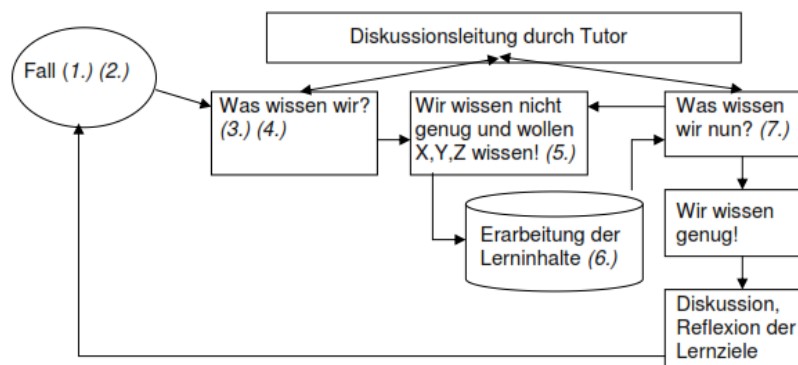 Diskussionsleitung durch Tutor
Fall (1.) (2.)
Was wissen wir?
(3.) (4.)
Wir wissen nicht
genug und wollen
X,Y,Z wissen! (5.)
Was wissen
wir nun? (7.)
Erarbeitung der
Lerninhalte (6.)
Wir wissen
genug!
Diskussion,
Reflexion der
Lernziele